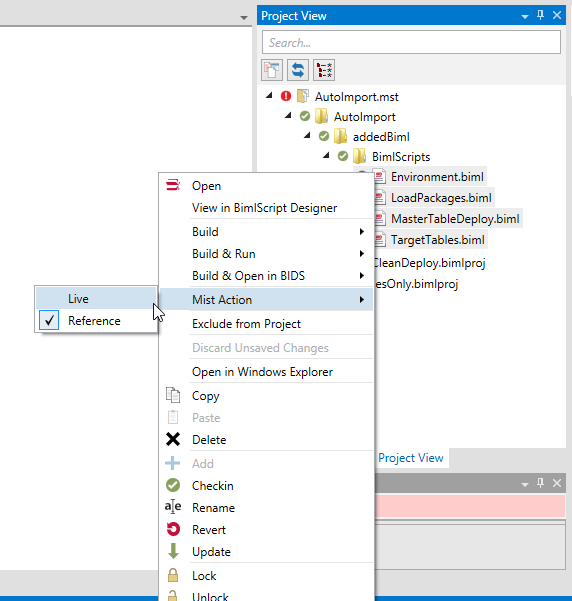 Project View
Search...
AutoImport.mst
AutoImport
addedBiml
BimlScripts
Environment.biml
LoadPackages.biml
MasterTableDeploy.biml
TargetTables.biml
CleanDeploy.bimlproj
esOnly.bimlproj
Open
View in BimlScript Designer
Build
Build & Run
Build & Open in BIDS
Mist Action
Live
Reference
Exclude from Project
Discard Unsaved Changes
Open in Windows Explorer
Copy
Paste
Delete
Project View
Add
Checkin
Rename
Revert
Update
Lock
Unlock